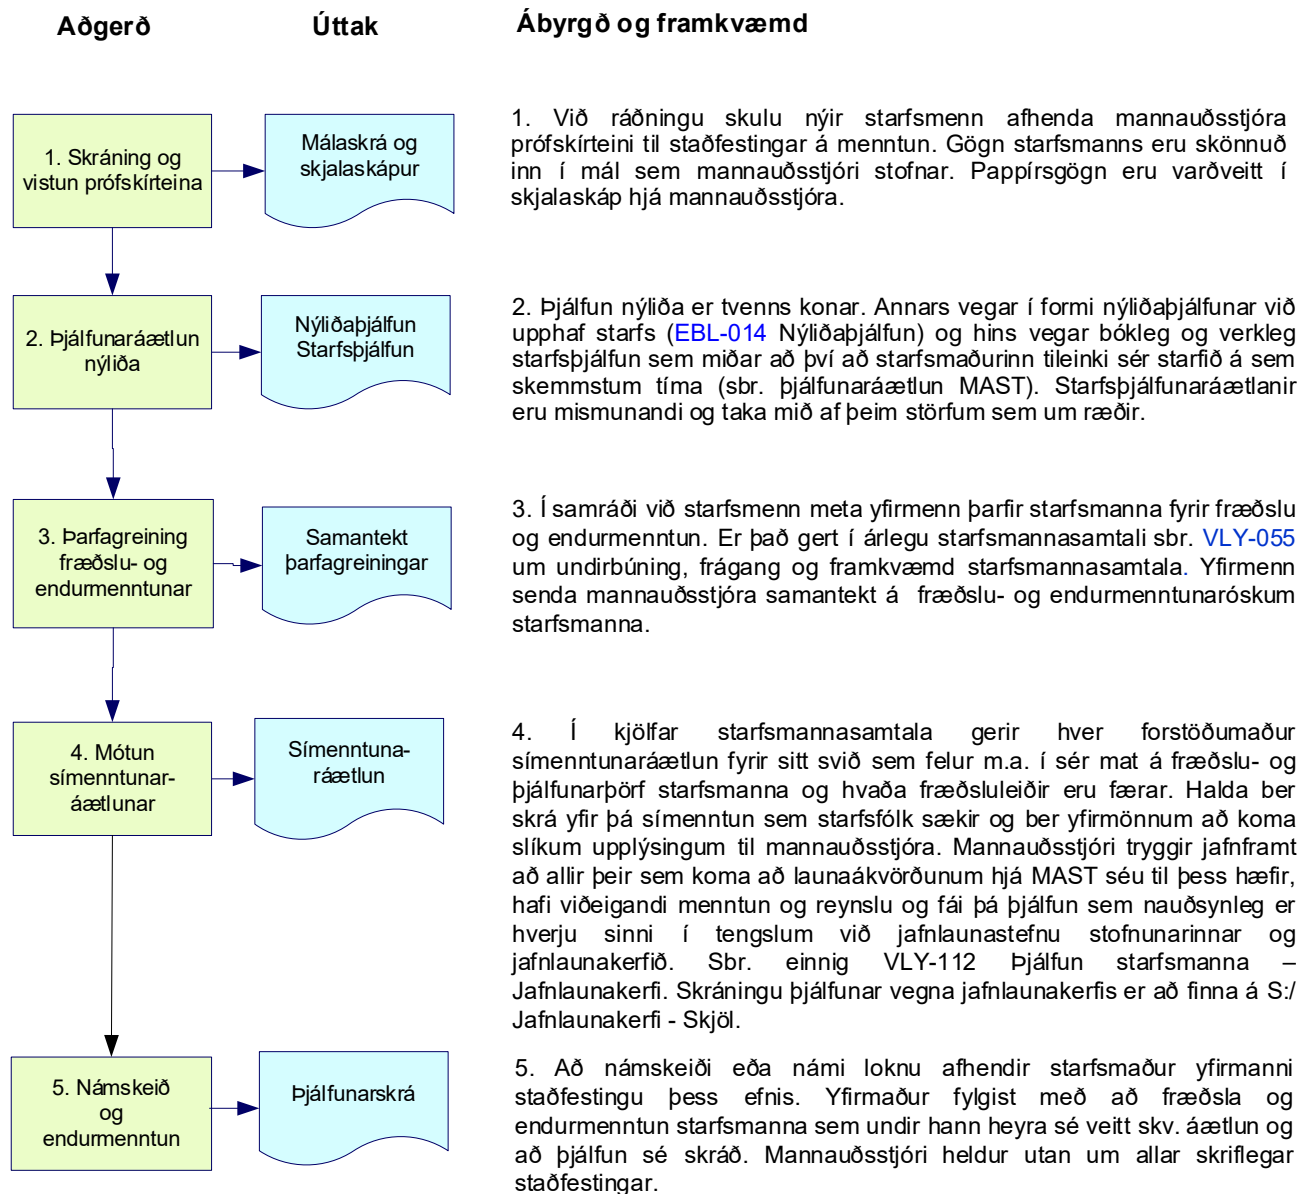 Aðgerð
Úttak
Ábyrgð og framkvæmd
1. Skráning og
vistun prófskírteina
Málaskrá og
skjalaskápur
1. Við ráðningu skulu nýir starfsmenn afhenda mannauðsstjóra
prófskírteini til staðfestingar á menntun. Gögn starfsmanns eru skönnuð
inn í mál sem mannauðsstjóri stofnar. Pappírsgögn eru varðveitt í
skjalaskáp hjá mannauðsstjóra.
2. Þjálfunaráætlun
nýliða
Nýliðaþjálfun
Starfsþjálfun
2. Þjálfun nýliða er tvenns konar. Annars vegar í formi nýliðaþjálfunar við
upphaf starfs (EBL-014 Nýliðaþjálfun) og hins vegar bókleg og verkleg
starfsþjálfun sem miðar að því að starfsmaðurinn tileinki sér starfið á sem
skemmstum tíma (sbr. þjálfunaráætlun MAST). Starfsþjálfunaráætlanir
eru mismunandi og taka mið af þeim störfum sem um ræðir.
3. Þarfagreining
fræðslu- og
endurmenntunar
Samantekt
þarfagreiningar
3. Í samráði við starfsmenn meta yfirmenn þarfir starfsmanna fyrir fræðslu
og endurmenntun. Er það gert í árlegu starfsmannasamtali sbr. VLY-055
um undirbúning, frágang og framkvæmd starfsmannasamtala. Yfirmenn
senda mannauðsstjóra samantekt á fræðslu- og endurmenntunaróskum
starfsmanna.
4. Mótun
símenntunar-
áætlunar
Símenntuna-
ráætlun
4. Í kjölfar starfsmannasamtala gerir hver forstöðumaður
símenntunaráætlun fyrir sitt svið sem felur m.a. í sér mat á fræðslu- og
þjálfunarþörf starfsmanna og hvaða fræðsluleiðir eru færar. Halda ber
skrá yfir þá símenntun sem starfsfólk sækir og ber yfirmönnum að koma
slíkum upplýsingum til mannauðsstjóra. Mannauðsstjóri tryggir jafnframt
að allir þeir sem koma að launaákvörðunum hjá MAST séu til þess hæfir,
hafi viðeigandi menntun og reynslu og fái þá þjálfun sem nauðsynleg er
hverju sinni í tengslum við jafnlaunastefnu stofnunarinnar og
jafnlaunakerfið. Sbr. einnig VLY-112 Þjálfun starfsmanna –
Jafnlaunakerfi. Skráningu þjálfunar vegna jafnlaunakerfis er að finna á S:/
Jafnlaunakerfi - Skjöl.
5. Námskeið
og
endurmenntun
Þjálfunarskrá
5. Að námskeiði eða námi loknu afhendir starfsmaður yfirmanni
staðfestingu þess efnis. Yfirmaður fylgist með að fræðsla og
endurmenntun starfsmanna sem undir hann heyra sé veitt skv. áætlun og
að þjálfun sé skráð. Mannauðsstjóri heldur utan um allar skriflegar
staðfestingar.